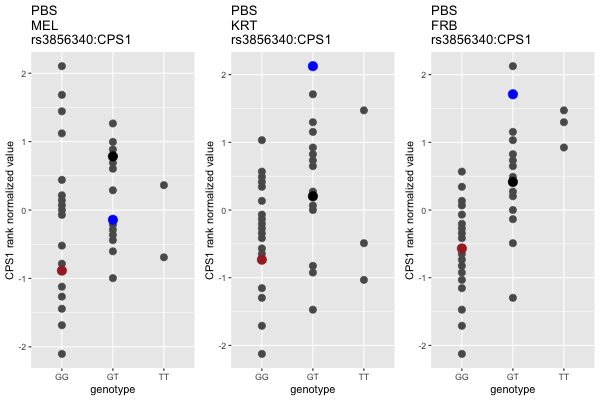 PBS
MEL
rs3856340:CPS1
CPS1 rank normalized value
2
1
0
-1
-2
GG
GT
TT
genotype
PBS
KRT
rs3856340:CPS1
CPS1 rank normalized value
2
1
0
-1
-2
GG
GT
TT
genotype
PBS
FRB
rs3856340:CPS1
CPS1 rank normalized value
2
1
0
-1
-2
GG
GT
TT
genotype